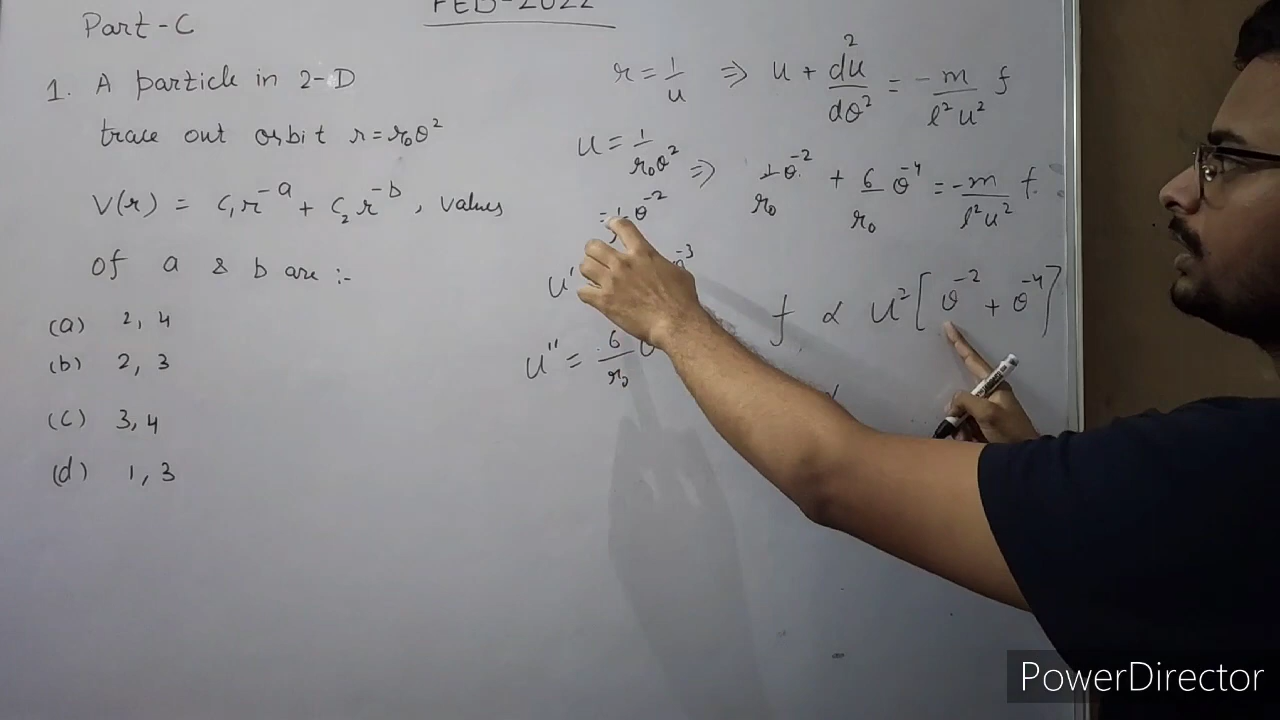 FEB-2022
Part-C
1. A particle in 2-D
trace out orbit r = r₀θ²
V(r) = C₁r⁻ᵃ + C₂r⁻ᵇ, values
of a & b are :-
(a) 2, 4
(b) 2, 3
(c) 3, 4
(d) 1, 3
r = 1/u ⇒ u + d²u/dθ² = -m/l²u² f
u = 1/r₀θ² ⇒ 1/r₀ θ⁻² + 6/r₀ θ⁻⁴ = -m/l²u² f
θ⁻²
u'
u'' = 6/r₀
f ∝ u² [θ⁻² + θ⁻⁴]
PowerDirector